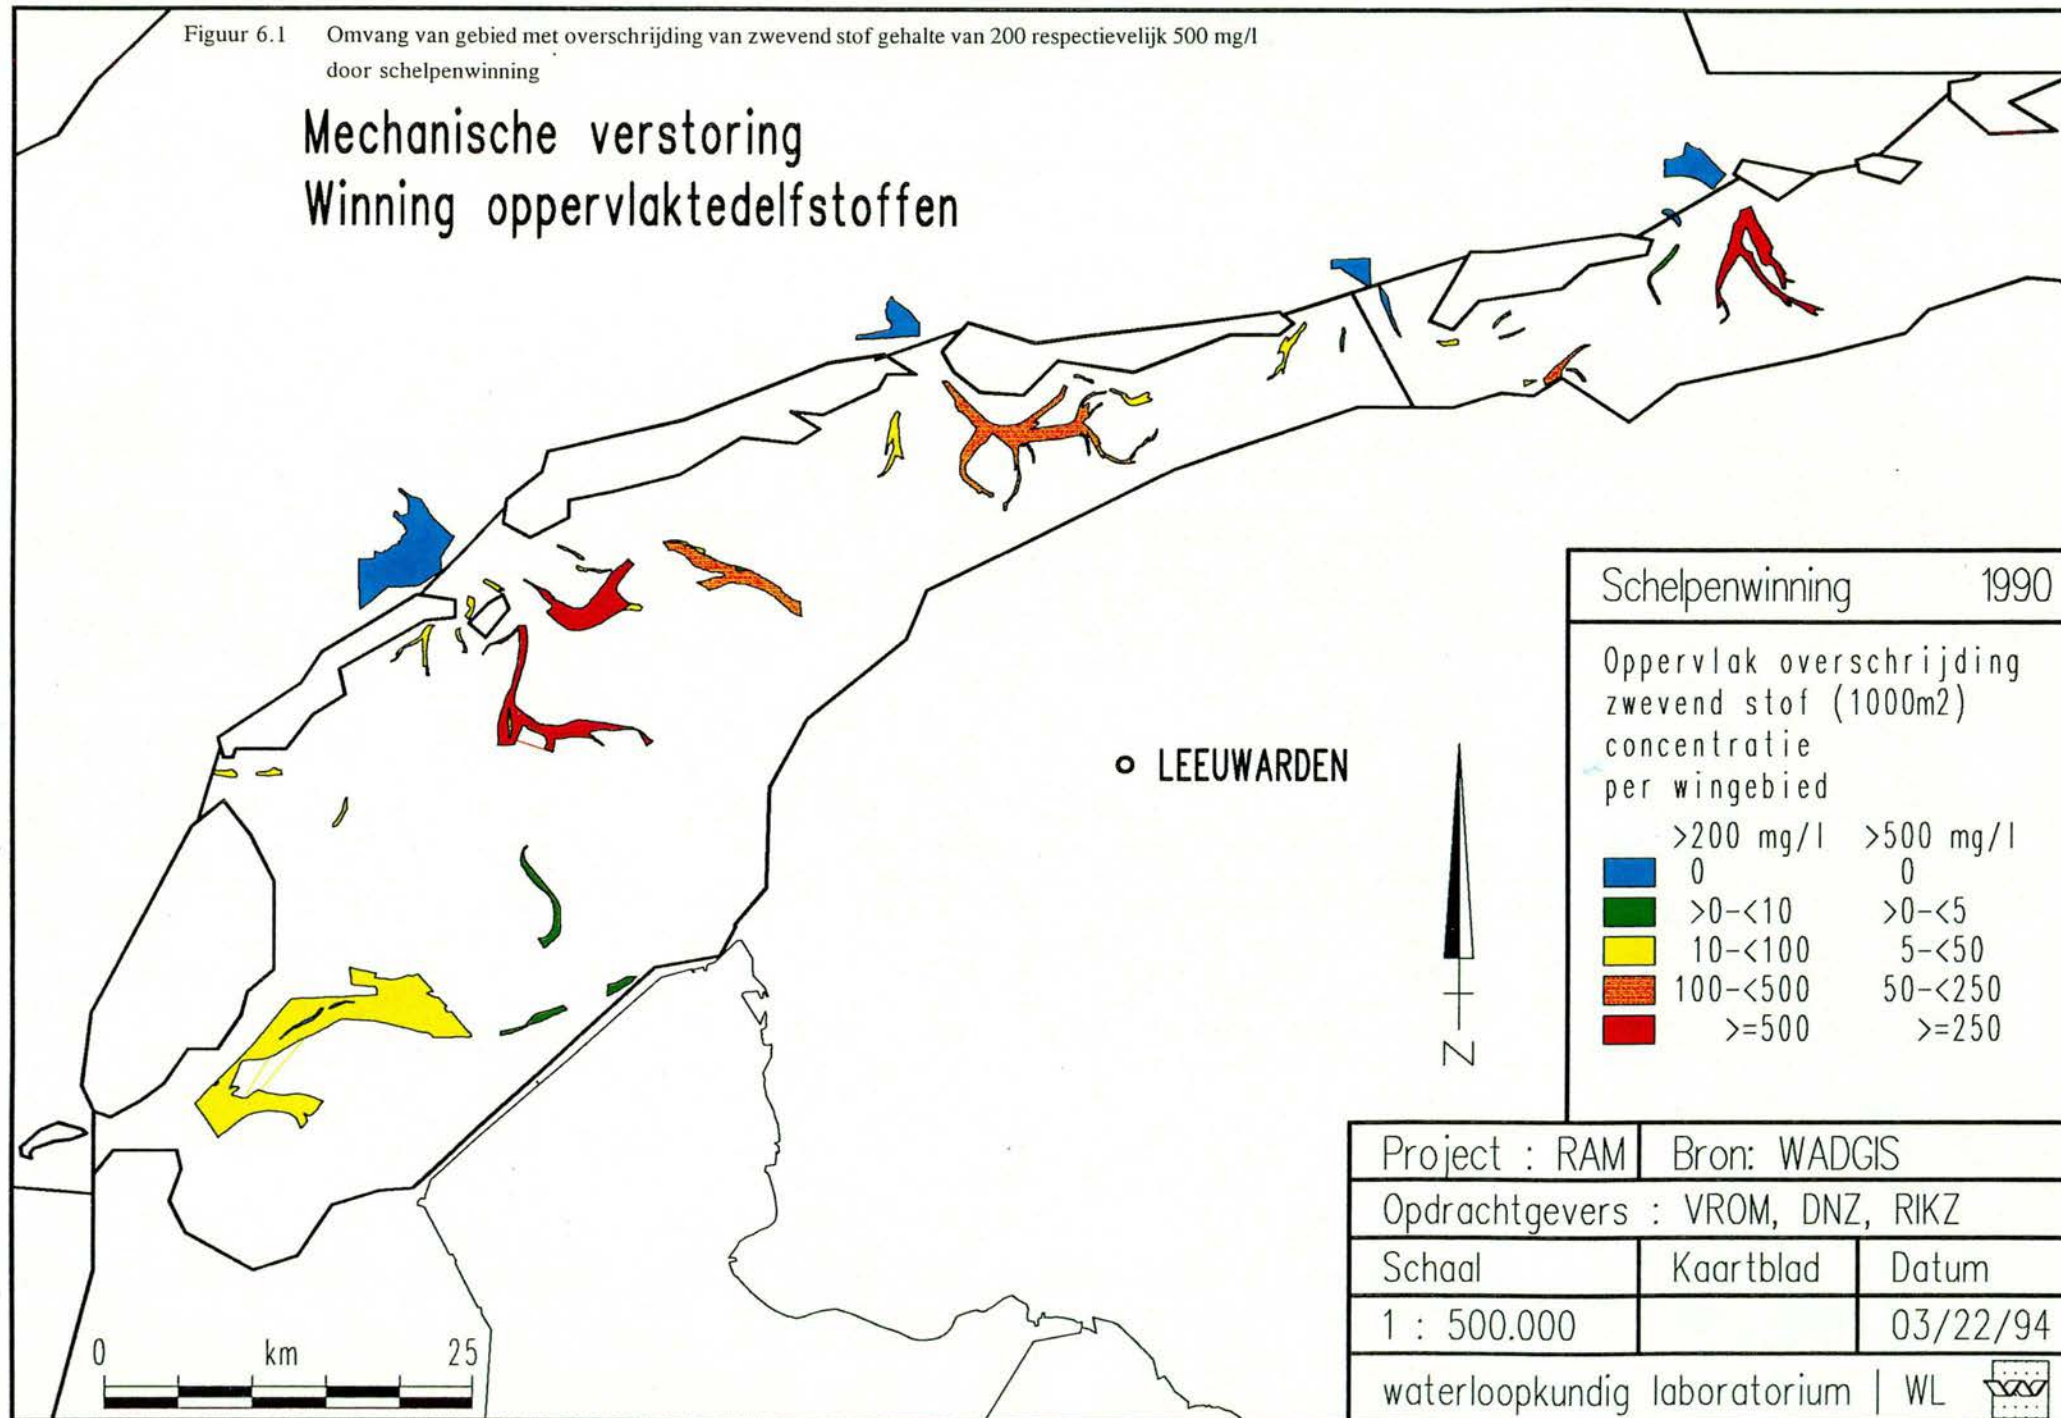 Figuur 6.1 Omvang van gebied met overschrijding van zwevend stof gehalte van 200 respectievelijk 500 mg/l
door schelpenwinning
Mechanische verstoring
Winning oppervlaktedelfstoffen
LEEUWARDEN
N
0 km 25
Schelpenwinning 1990
Oppervlak overschrijding
zwevend stof (1000m2)
concentratie
per wingebied
>200 mg/l >500 mg/l
0 0
>0-<10 >0-<5
10-<100 5-<50
100-<500 50-<250
>=500 >=250
Project : RAM Bron: WADGIS
Opdrachtgevers : VROM, DNZ, RIKZ
Schaal Kaartblad Datum
1 : 500.000 03/22/94
waterloopkundig laboratorium | WL